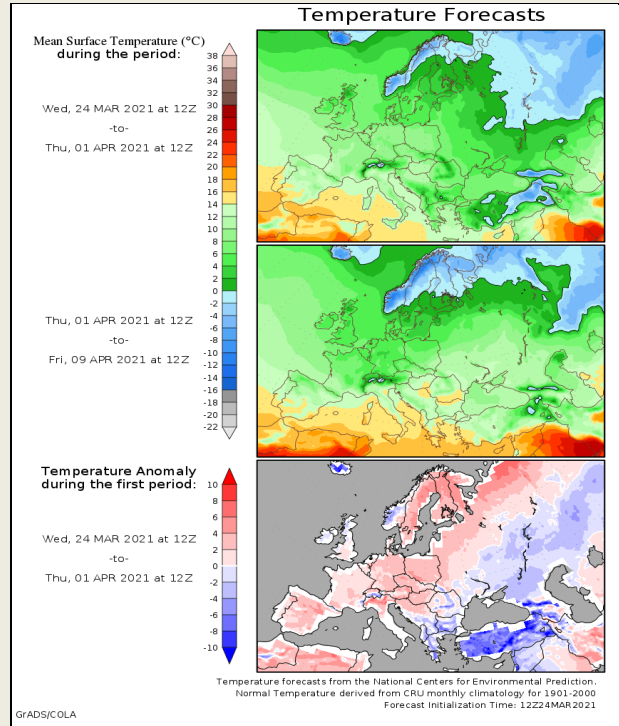 Temperature Forecasts
Mean Surface Temperature (°C)
during the period:
38
36
34
32
30
28
26
24
22
20
18
16
14
12
10
8
6
4
2
0
-2
-4
-6
-8
-10
-12
-14
-16
-18
-20
-22
Wed, 24 MAR 2021 at 12Z
-to-
Thu, 01 APR 2021 at 12Z
Thu, 01 APR 2021 at 12Z
-to-
Fri, 09 APR 2021 at 12Z
Temperature Anomaly
during the first period:
10
8
6
4
2
0
-2
-4
-6
-8
-10
Wed, 24 MAR 2021 at 12Z
-to-
Thu, 01 APR 2021 at 12Z
Temperature forecasts from the National Centers for Environmental Prediction.
Normal Temperature derived from CRU monthly climatology for 1901-2000
Forecast Initialization Time: 12Z24MAR2021
GrADS/COLA